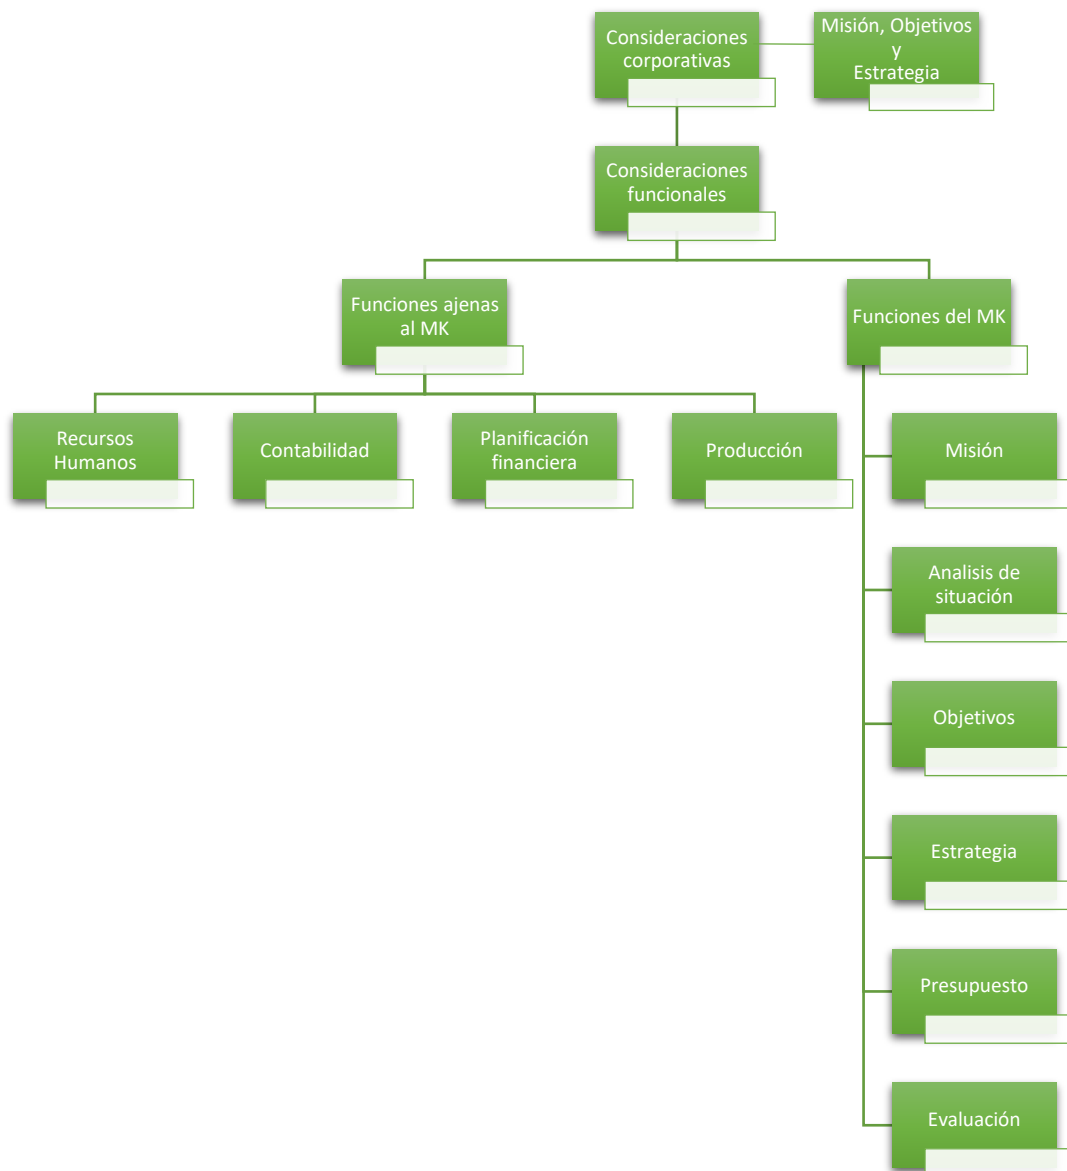 Consideraciones
corporativas
Misión, Objetivos
y
Estrategia
Consideraciones
funcionales
Funciones ajenas
al MK
Funciones del MK
Recursos
Humanos
Contabilidad
Planificación
financiera
Producción
Misión
Analisis de
situación
Objetivos
Estrategia
Presupuesto
Evaluación